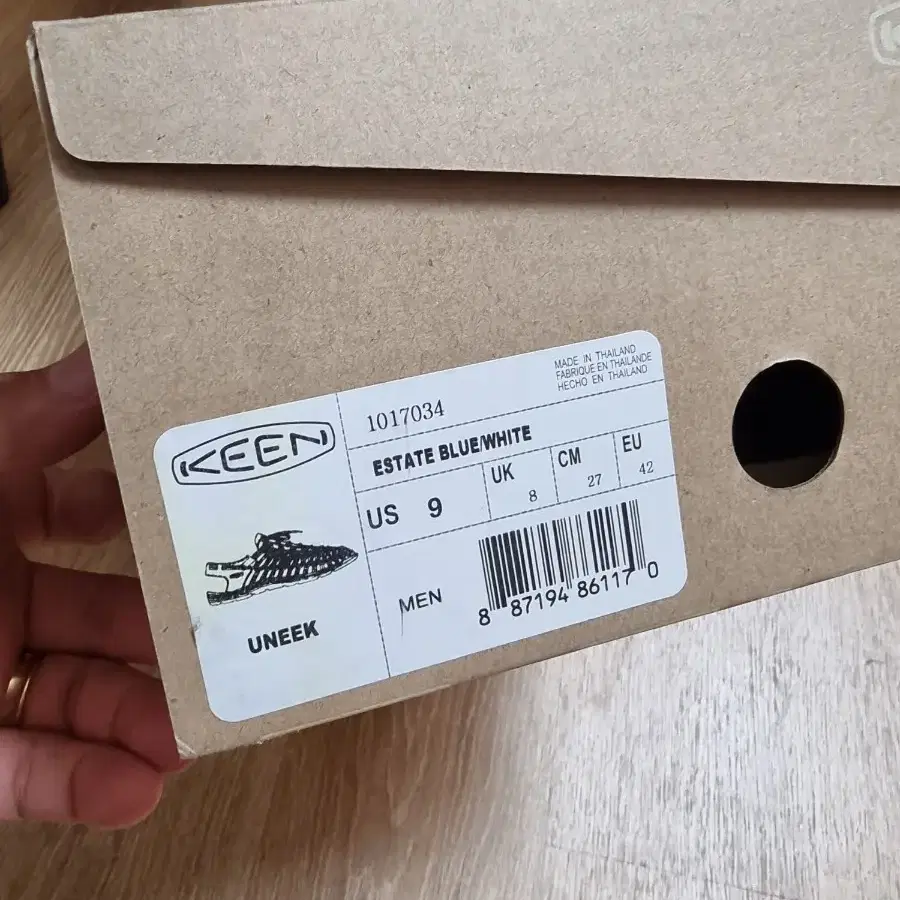 MADE IN THAILAND
FABRIQUE EN THAILANDE
HECHO EN THAILAND
KEEN
1017034
ESTATE BLUE/WHITE
US 9
UK 8
CM 27
EU 42
UNEEK
MEN
8 87194 86117 0